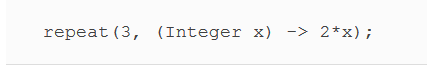 repeat(3, (Integer x) -> 2*x);